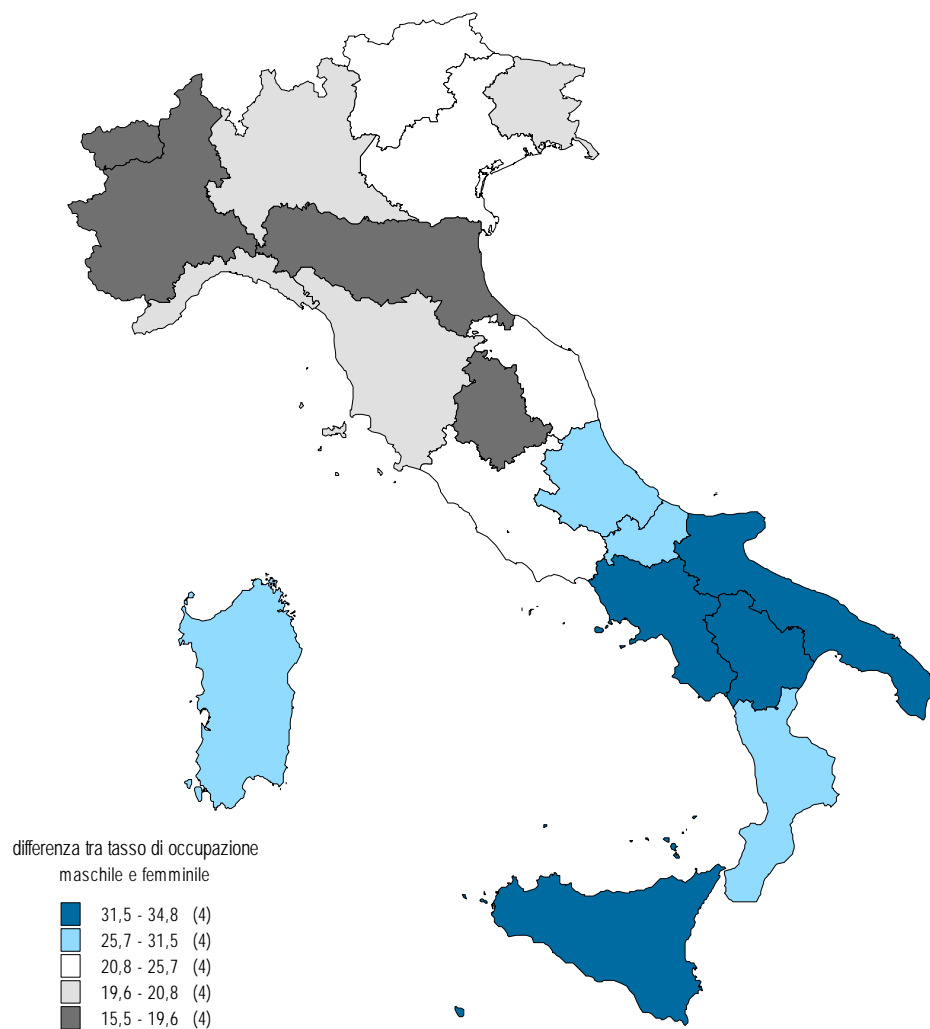 differenza tra tasso di occupazione
maschile e femminile
31,5 - 34,8 (4)
25,7 - 31,5 (4)
20,8 - 25,7 (4)
19,6 - 20,8 (4)
15,5 - 19,6 (4)